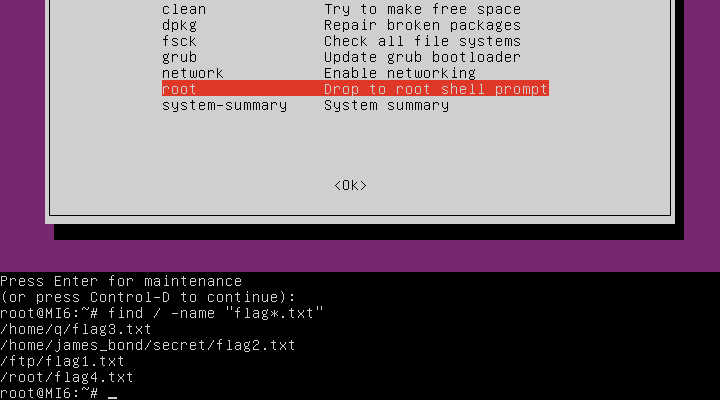 clean Try to make free space
dpkg Repair broken packages
fsck Check all file systems
grub Update grub bootloader
network Enable networking
root Drop to root shell prompt
system-summary System summary
<Ok>
Press Enter for maintenance
(or press Control-D to continue):
root@MI6:~# find / -name "flag*.txt"
/home/q/flag3.txt
/home/james_bond/secret/flag2.txt
/ftp/flag1.txt
/root/flag4.txt
root@MI6:~# _